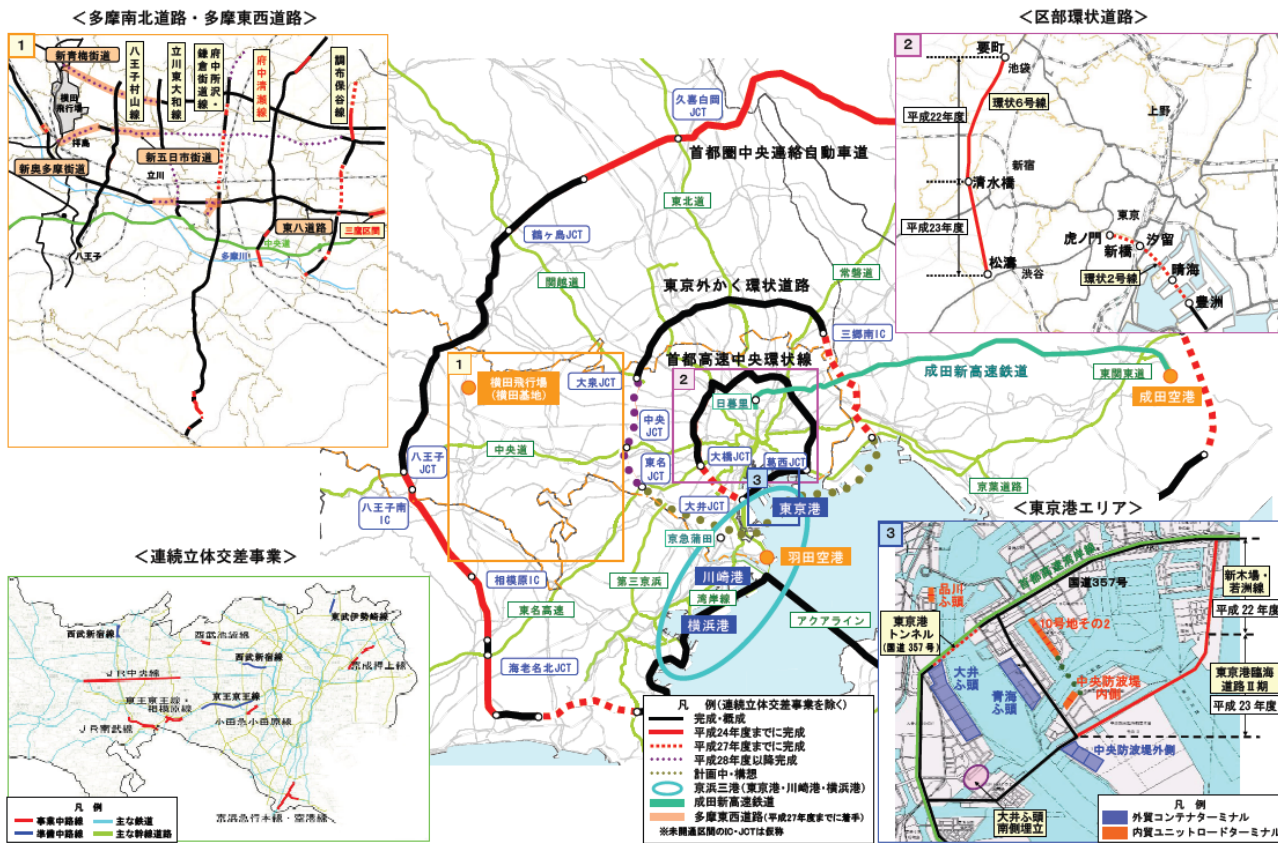 ＜多摩南北道路・多摩東西道路＞
1
新青梅街道
八王子村山線
立川東大和線
府中所沢・
鎌倉街道線
府中清瀬線
調布保谷線
横田
飛行場
拝島
新奥多摩街道
新五日市街道
立川
東八道路
三鷹区間
中央道
多摩川
八王子
＜区部環状道路＞
2
要町
池袋
環状6号線
上野
平成22年度
新宿
清水橋
平成23年度
東京
虎ノ門
新橋
汐留
松濤
渋谷
環状2号線
晴海
豊洲
久喜白岡
JCT
首都圏中央連絡自動車道
東北道
鶴ヶ島JCT
関越道
常磐道
東京外かく環状道路
三郷南IC
首都高速中央環状線
1
横田飛行場
(横田基地)
大泉JCT
2
日暮里
成田新高速鉄道
東関東道
成田空港
中央
JCT
中央道
八王子
JCT
東名
JCT
大橋JCT
葛西JCT
3
京葉道路
八王子南
IC
大井JCT
東京港
京急蒲田
羽田空港
相模原IC
第三京浜
川崎港
湾岸線
東名高速
横浜港
アクアライン
海老名北JCT
凡　例(連続立体交差事業を除く)
完成・概成
平成24年度までに完成
平成27年度までに完成
平成28年度以降完成
計画中・構想
京浜三港(東京港・川崎港・横浜港)
成田新高速鉄道
多摩東西道路(平成27年度までに着手)
※未開通区間のIC・JCTは仮称
＜連続立体交差事業＞
東武伊勢崎線
西武新宿線
西武池袋線
京成押上線
西武新宿線
ＪＲ中央線
京王京王線・
相模原線
京王京王線
小田急小田原線
ＪＲ南武線
京浜急行本線・空港線
凡　例
事業中路線
主な鉄道
準備中路線
主な幹線道路
＜東京港エリア＞
3
首都高速湾岸線
国道357号
品川
ふ頭
新木場・
若洲線
平成 22 年度
10号地その2
東京港
トンネル
(国道 357 号)
大井
ふ頭
青海
ふ頭
中央防波堤
内側
東京港臨海
道路Ⅱ期
平成 23 年度
中央防波堤外側
大井ふ頭
南側埋立
凡　例
外貿コンテナターミナル
内貿ユニットロードターミナル